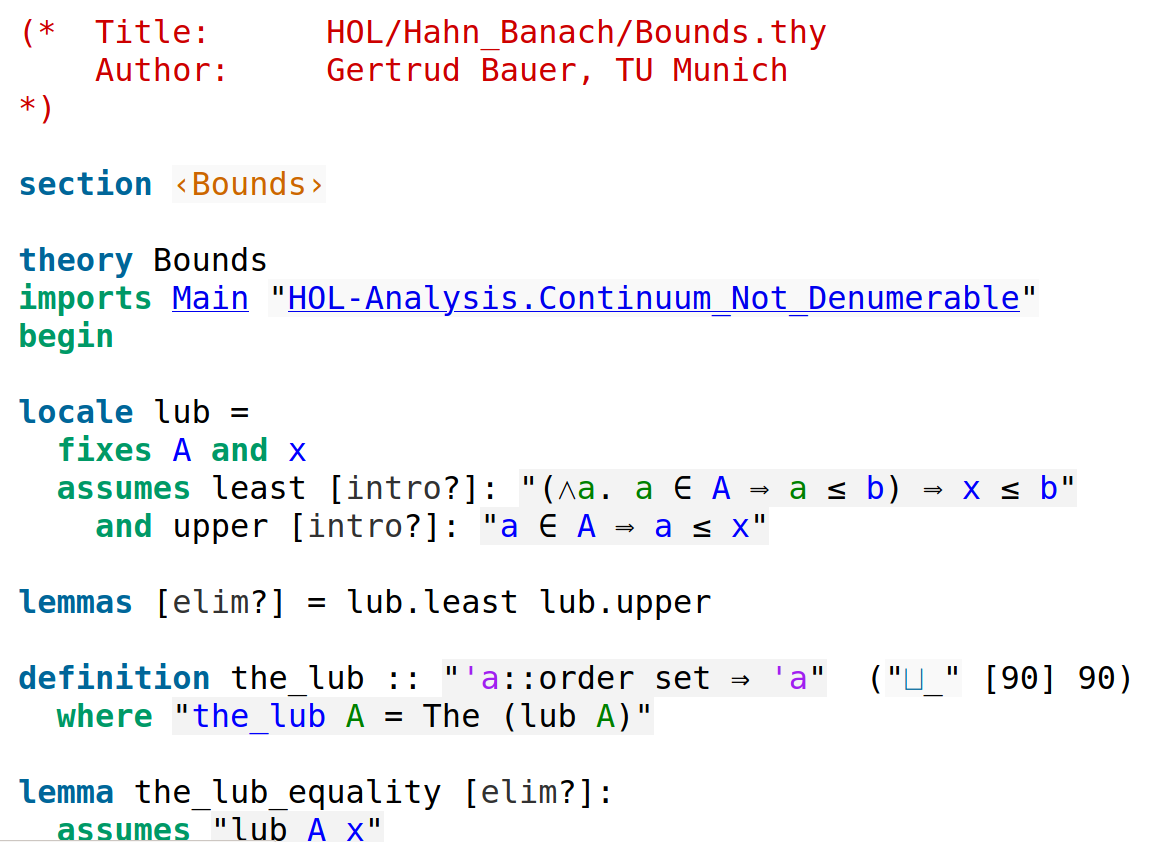 (*  Title:      HOL/Hahn_Banach/Bounds.thy
    Author:     Gertrud Bauer, TU Munich
*)

section ‹Bounds›

theory Bounds
imports Main "HOL-Analysis.Continuum_Not_Denumerable"
begin

locale lub =
  fixes A and x
  assumes least [intro?]: "(⋀a. a ∈ A ⇒ a ≤ b) ⇒ x ≤ b"
    and upper [intro?]: "a ∈ A ⇒ a ≤ x"

lemmas [elim?] = lub.least lub.upper

definition the_lub :: "'a::order set ⇒ 'a"  ("⨆_" [90] 90)
  where "the_lub A = The (lub A)"

lemma the_lub_equality [elim?]:
  assumes "lub A x"